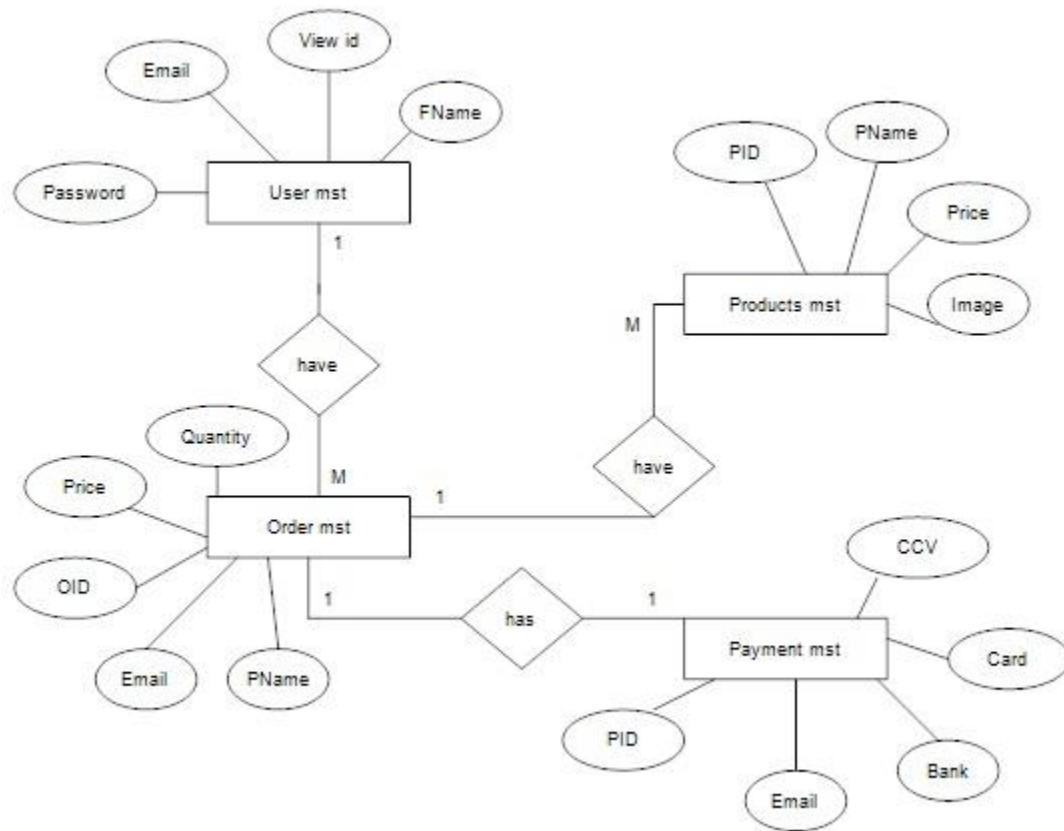 View id
Email
FName
Password
User mst
1
PName
PID
Price
Products mst
Image
M
have
Quantity
M
Price
1
have
Order mst
OID
CCV
1
has
1
Payment mst
Card
Email
PName
PID
Bank
Email